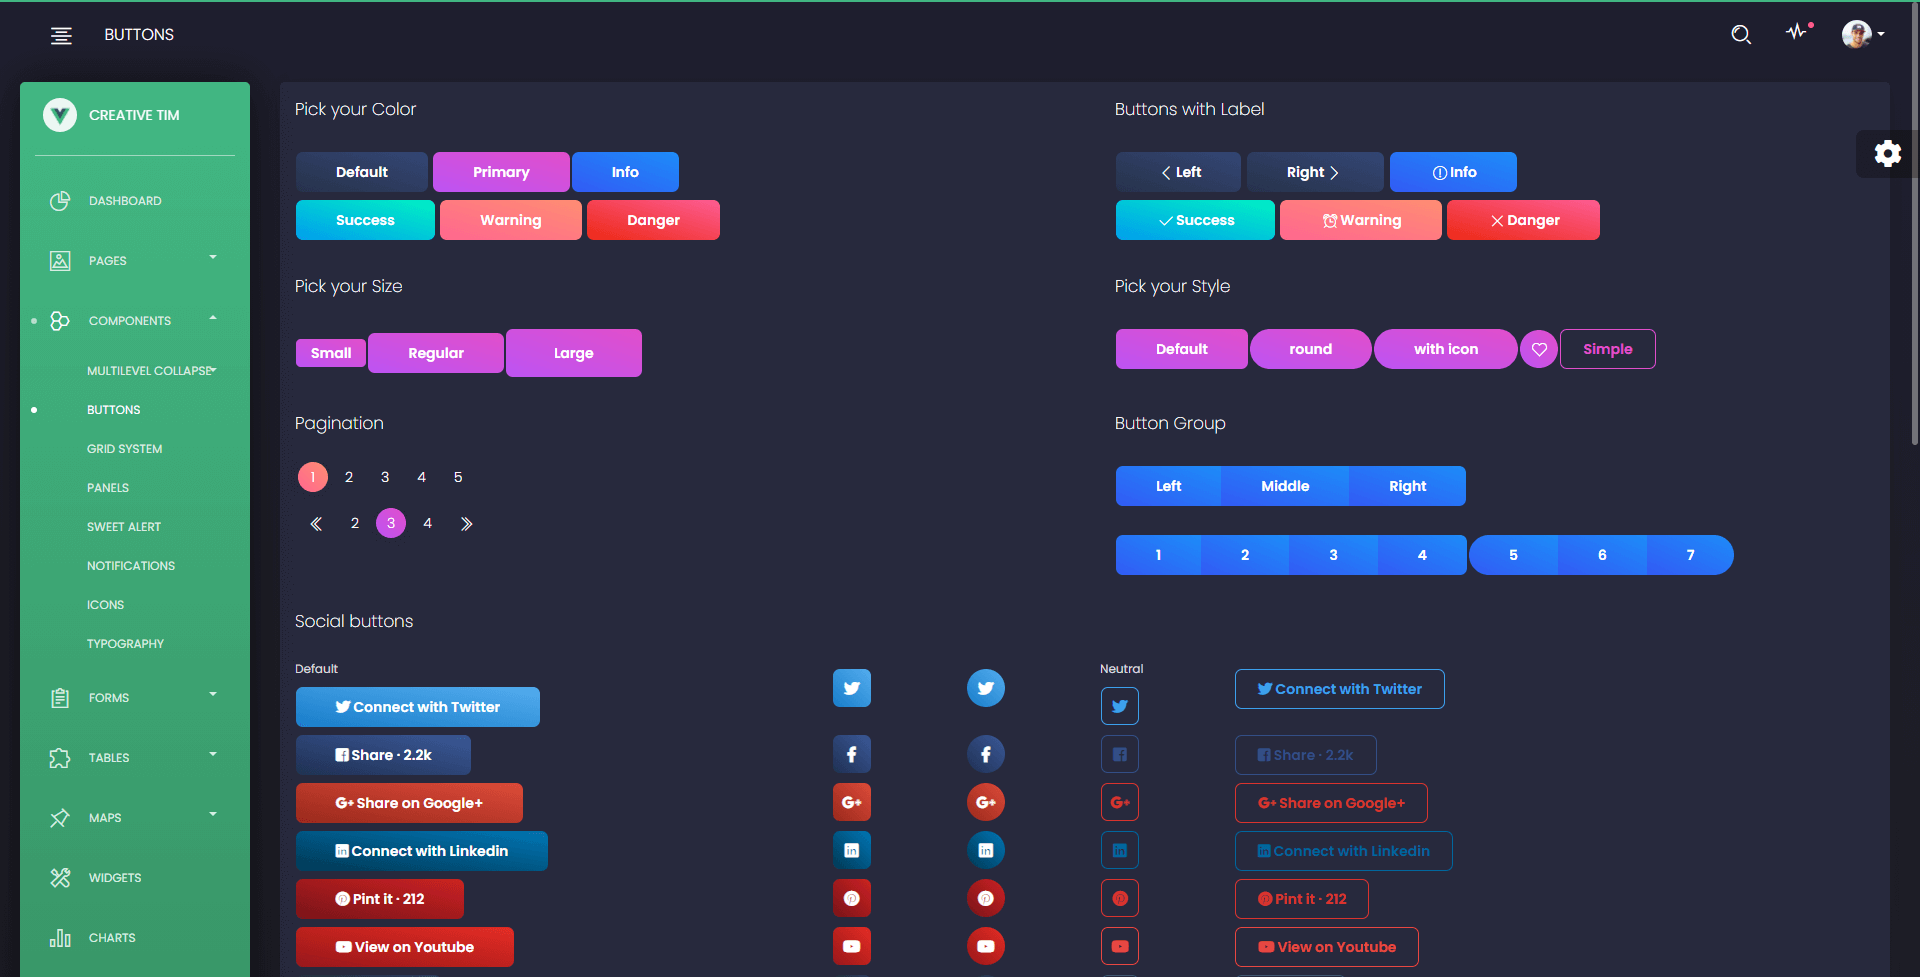 BUTTONS
CREATIVE TIM
DASHBOARD
PAGES
COMPONENTS
MULTILEVEL COLLAPSE
BUTTONS
GRID SYSTEM
PANELS
SWEET ALERT
NOTIFICATIONS
ICONS
TYPOGRAPHY
FORMS
TABLES
MAPS
WIDGETS
CHARTS
Pick your Color
Default Primary Info
Success Warning Danger
Buttons with Label
Left Right Info
Success Warning Danger
Pick your Size
Small Regular Large
Pick your Style
Default round with icon Simple
Pagination
1 2 3 4 5
2 3 4
Button Group
Left Middle Right
1 2 3 4 5 6 7
Social buttons
Default
Neutral
Connect with Twitter Connect with Twitter
Share · 2.2k Share · 2.2k
Share on Google+ Share on Google+
Connect with Linkedin Connect with Linkedin
Pint it · 212 Pint it · 212
View on Youtube View on Youtube